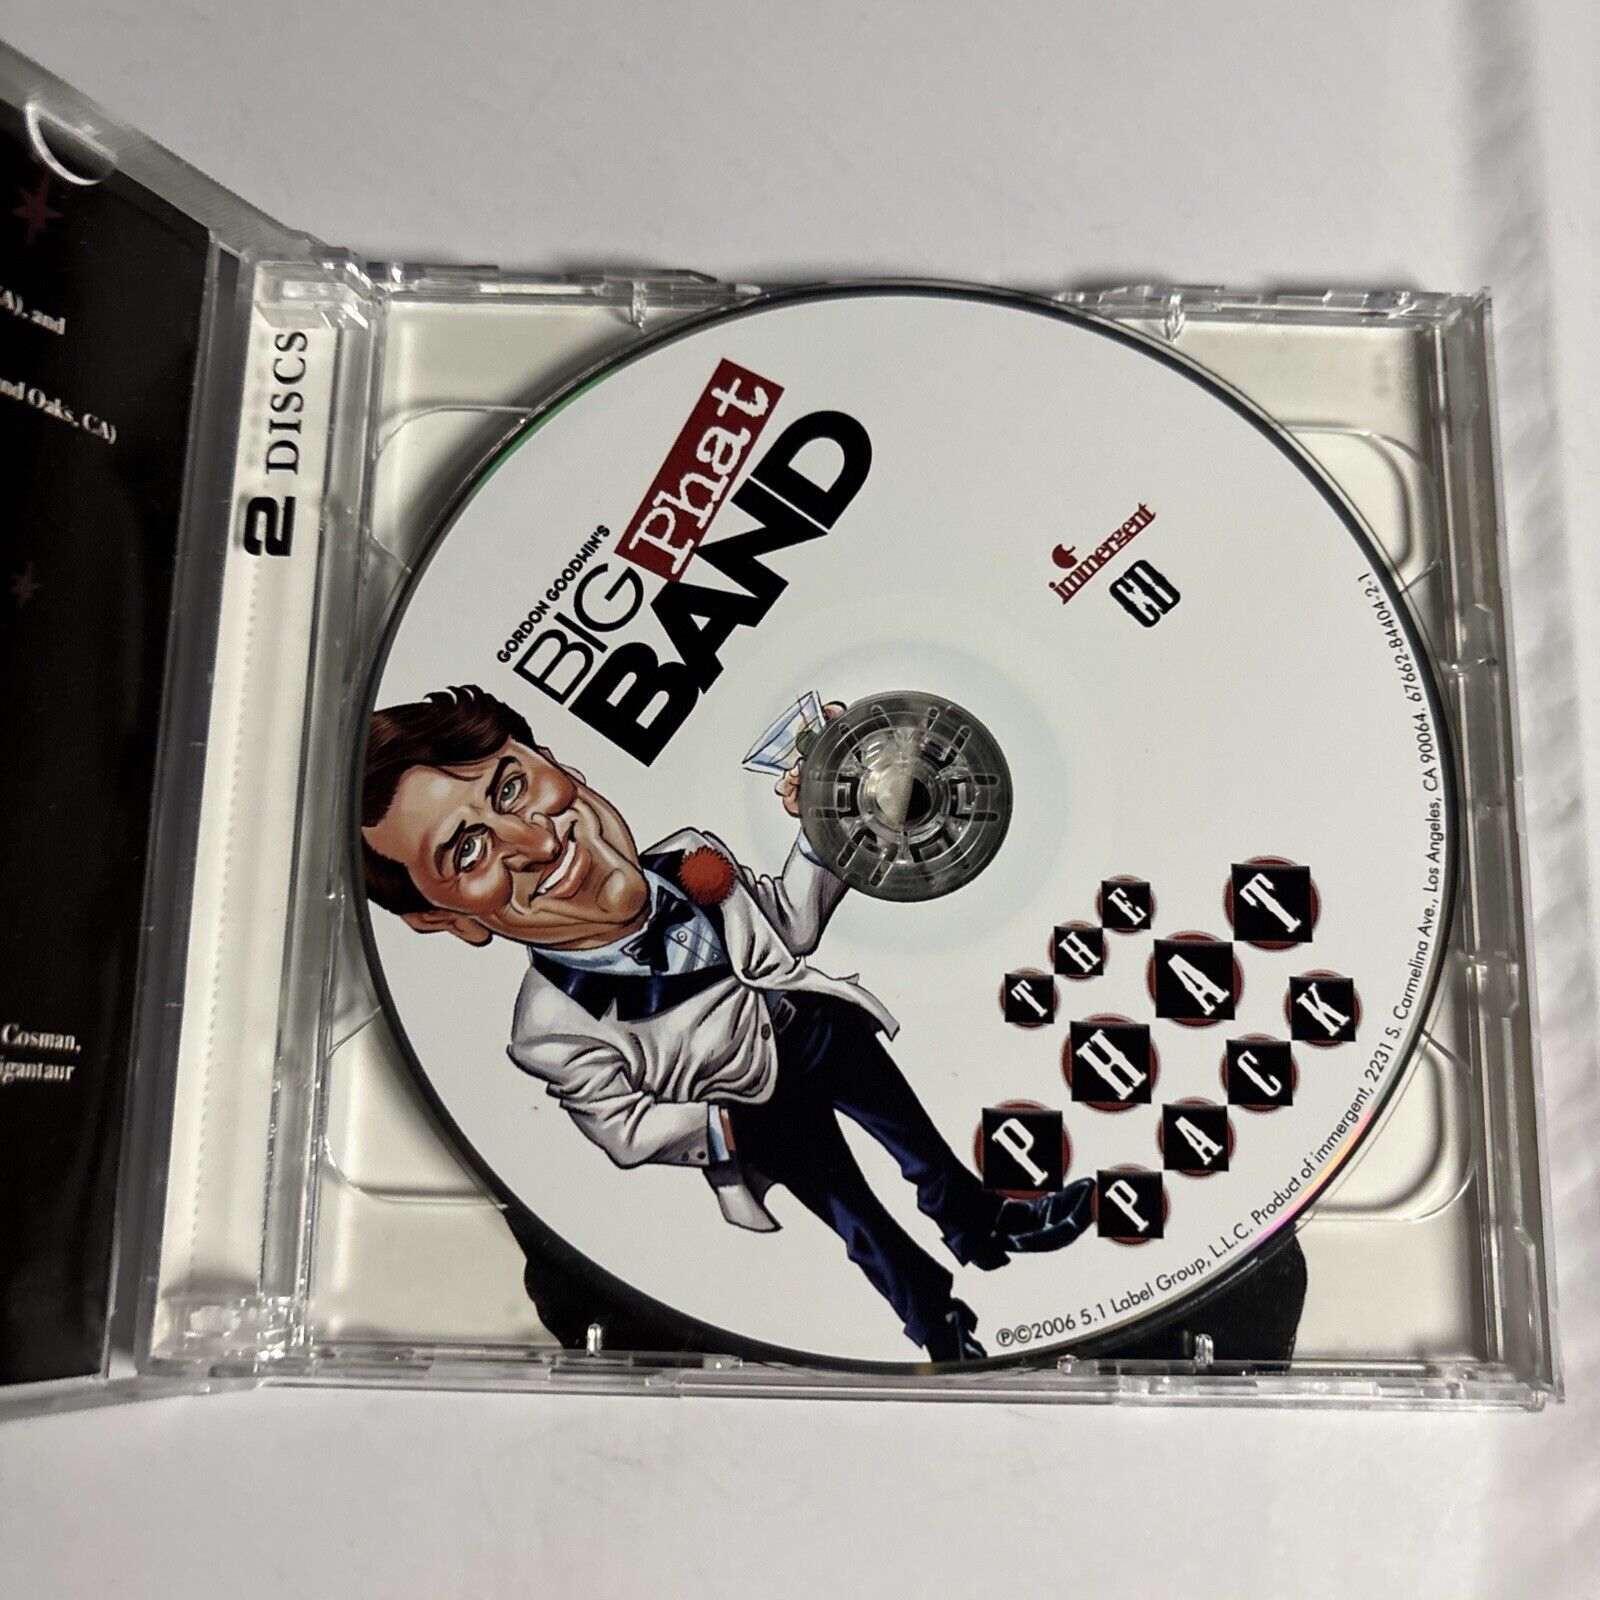 A), and
nd Oaks, CA)
Cosman,
igantaur
2 DISCS
GORDON GOODWIN'S
BIG Phat
BAND
immergent
CD
THE
PHAT
PACK
℗©2006 5.1 Label Group, L.L.C. Product of immergent, 2231 S. Carmelina Ave., Los Angeles, CA 90064. 67662-84404-2-1